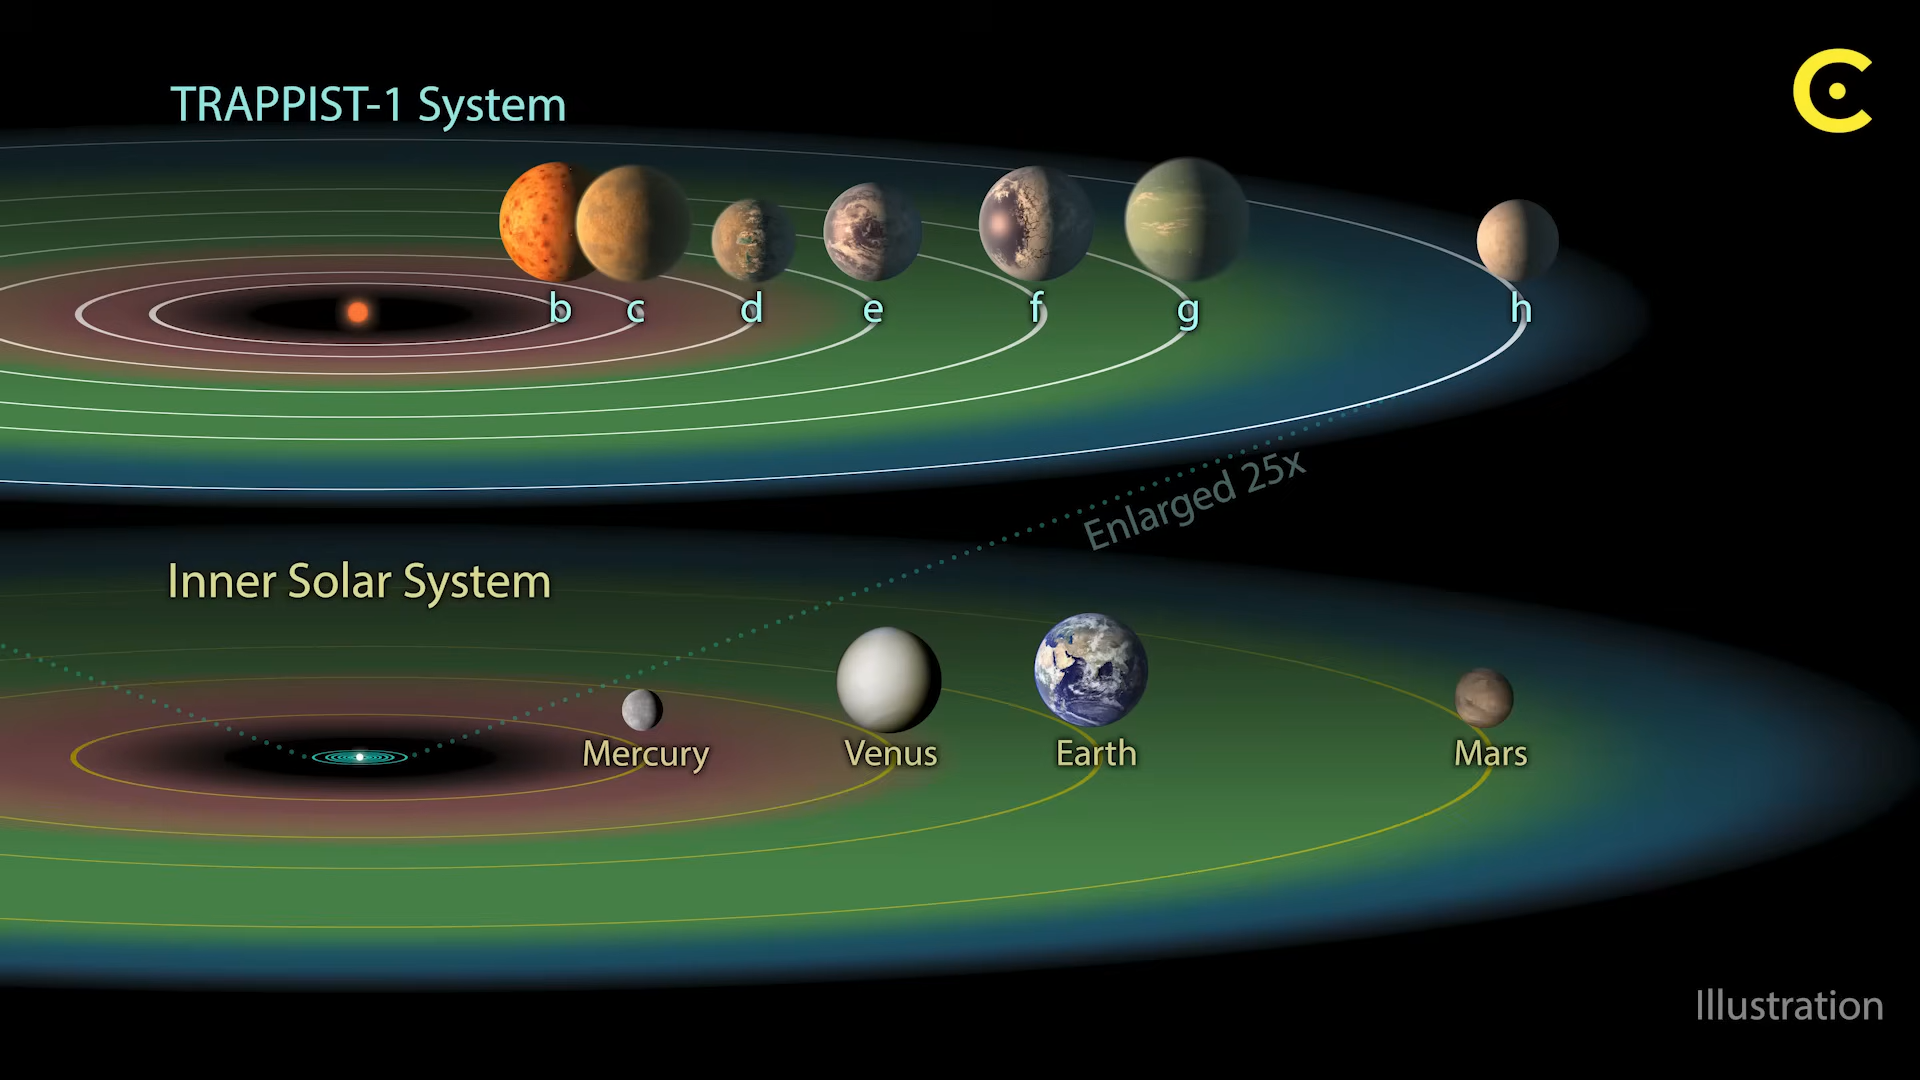 TRAPPIST-1 System
b c d e f g h
Enlarged 25x
Inner Solar System
Mercury Venus Earth Mars
Illustration